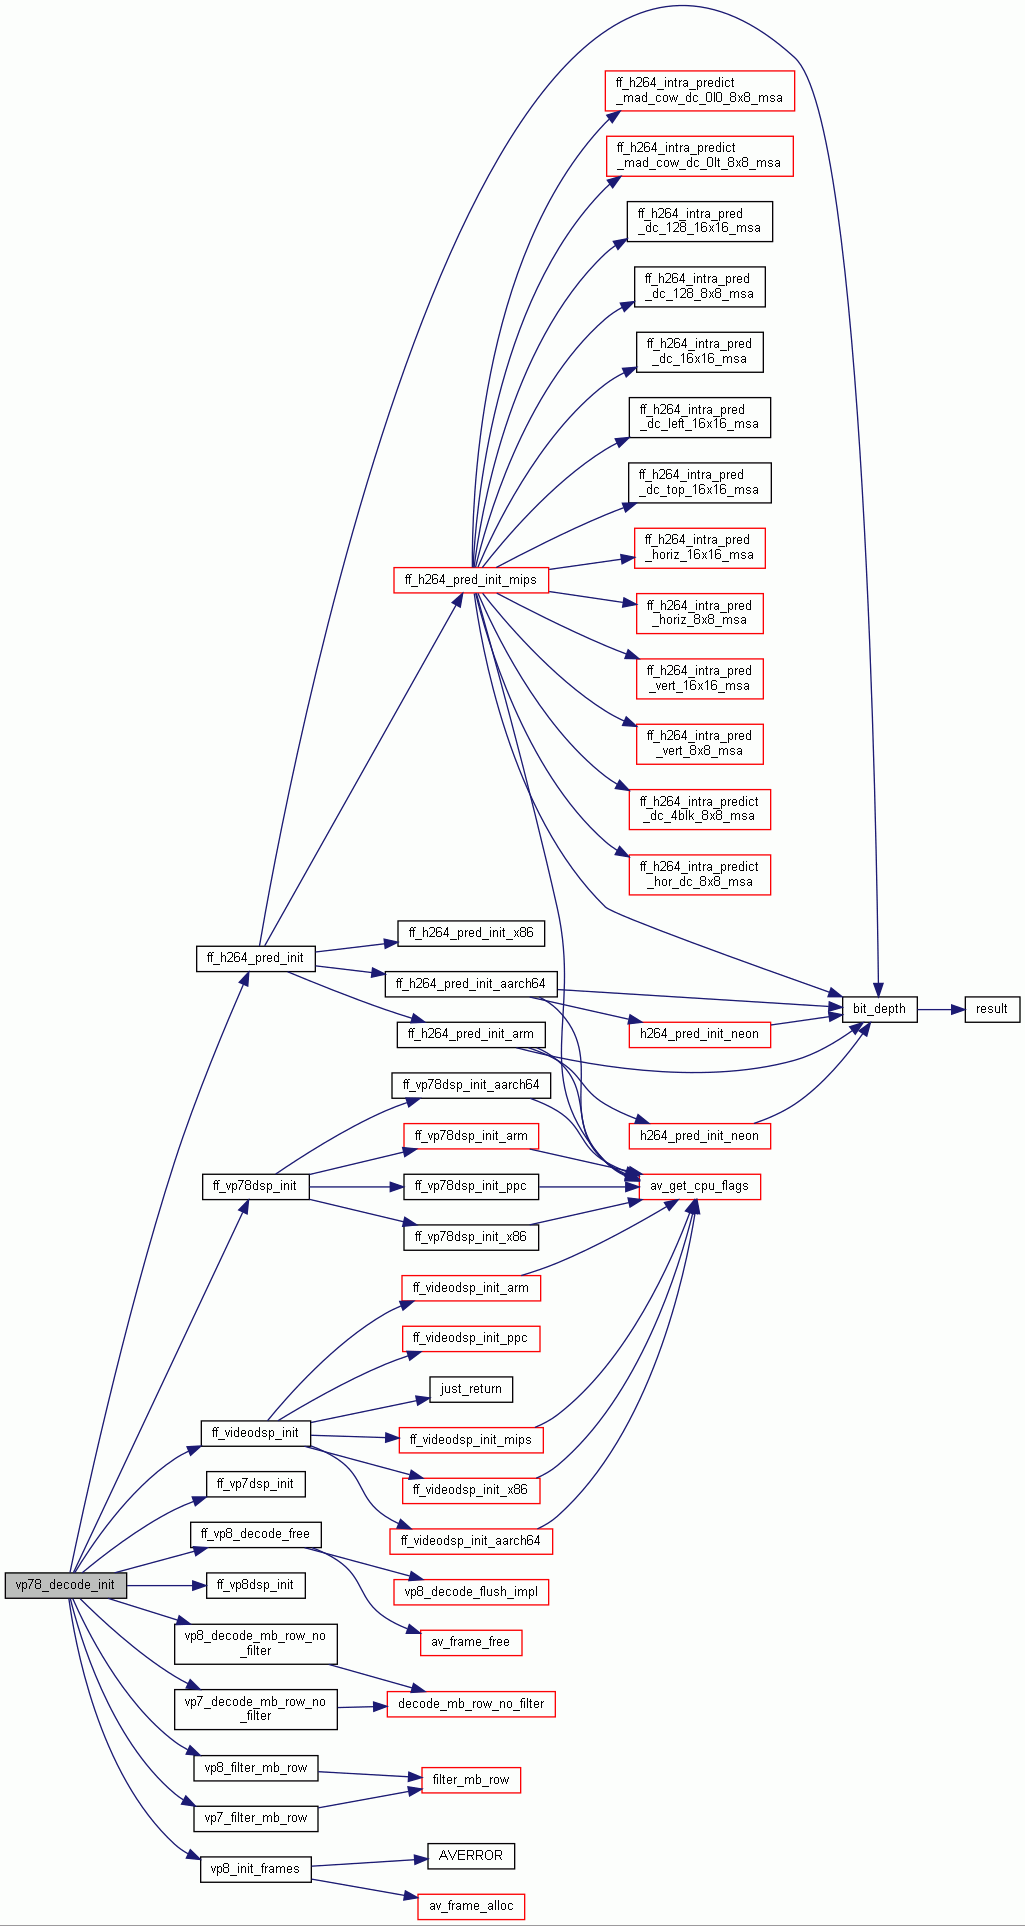 ff_h264_intra_predict
_mad_cow_dc_0l0_8x8_msa
ff_h264_intra_predict
_mad_cow_dc_0lt_8x8_msa
ff_h264_intra_pred
_dc_128_16x16_msa
ff_h264_intra_pred
_dc_128_8x8_msa
ff_h264_intra_pred
_dc_16x16_msa
ff_h264_intra_pred
_dc_left_16x16_msa
ff_h264_intra_pred
_dc_top_16x16_msa
ff_h264_intra_pred
_horiz_16x16_msa
ff_h264_pred_init_mips
ff_h264_intra_pred
_horiz_8x8_msa
ff_h264_intra_pred
_vert_16x16_msa
ff_h264_intra_pred
_vert_8x8_msa
ff_h264_intra_predict
_dc_4blk_8x8_msa
ff_h264_intra_predict
_hor_dc_8x8_msa
ff_h264_pred_init_x86
ff_h264_pred_init
ff_h264_pred_init_aarch64
bit_depth
result
ff_h264_pred_init_arm
h264_pred_init_neon
ff_vp78dsp_init_aarch64
ff_vp78dsp_init_arm
h264_pred_init_neon
ff_vp78dsp_init
ff_vp78dsp_init_ppc
av_get_cpu_flags
ff_vp78dsp_init_x86
ff_videodsp_init_arm
ff_videodsp_init_ppc
just_return
ff_videodsp_init
ff_videodsp_init_mips
ff_vp7dsp_init
ff_videodsp_init_x86
ff_vp8_decode_free
ff_videodsp_init_aarch64
vp78_decode_init
ff_vp8dsp_init
vp8_decode_flush_impl
vp8_decode_mb_row_no
_filter
av_frame_free
vp7_decode_mb_row_no
_filter
decode_mb_row_no_filter
vp8_filter_mb_row
filter_mb_row
vp7_filter_mb_row
vp8_init_frames
AVERROR
av_frame_alloc